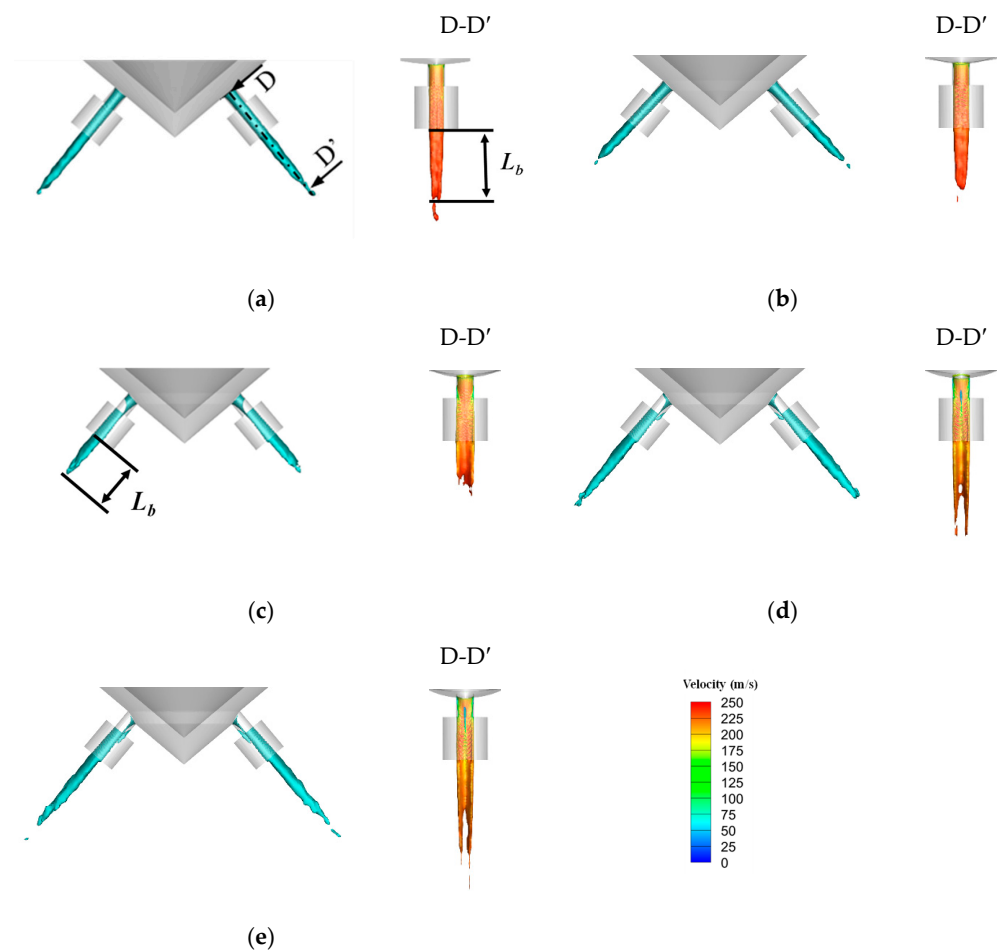 D-D′
D-D′
D
D'
L_b
(a)
(b)
D-D′
D-D′
L_b
(c)
(d)
D-D′
Velocity (m/s)
250
225
200
175
150
125
100
75
50
25
0
(e)